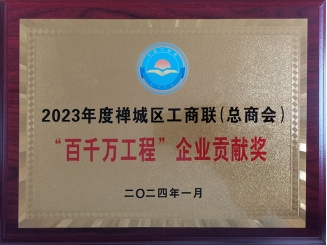 2023年度禅城区工商联(总商会)
“百千万工程”企业贡献奖
二〇二四年一月